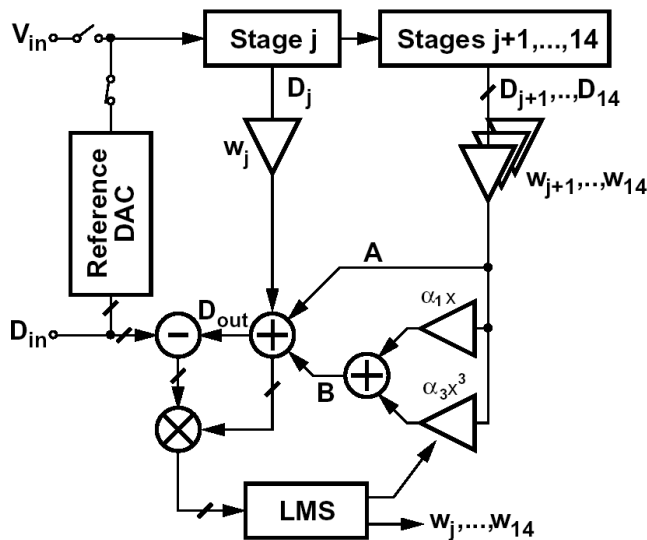 V_in
Stage j
Stages j+1,...,14
D_j
D_j+1,..,D_14
w_j
w_j+1,..,w_14
Reference
DAC
A
α_1 x
D_in
D_out
−
+
+
B
α_3 x^3
×
LMS
w_j,...,w_14